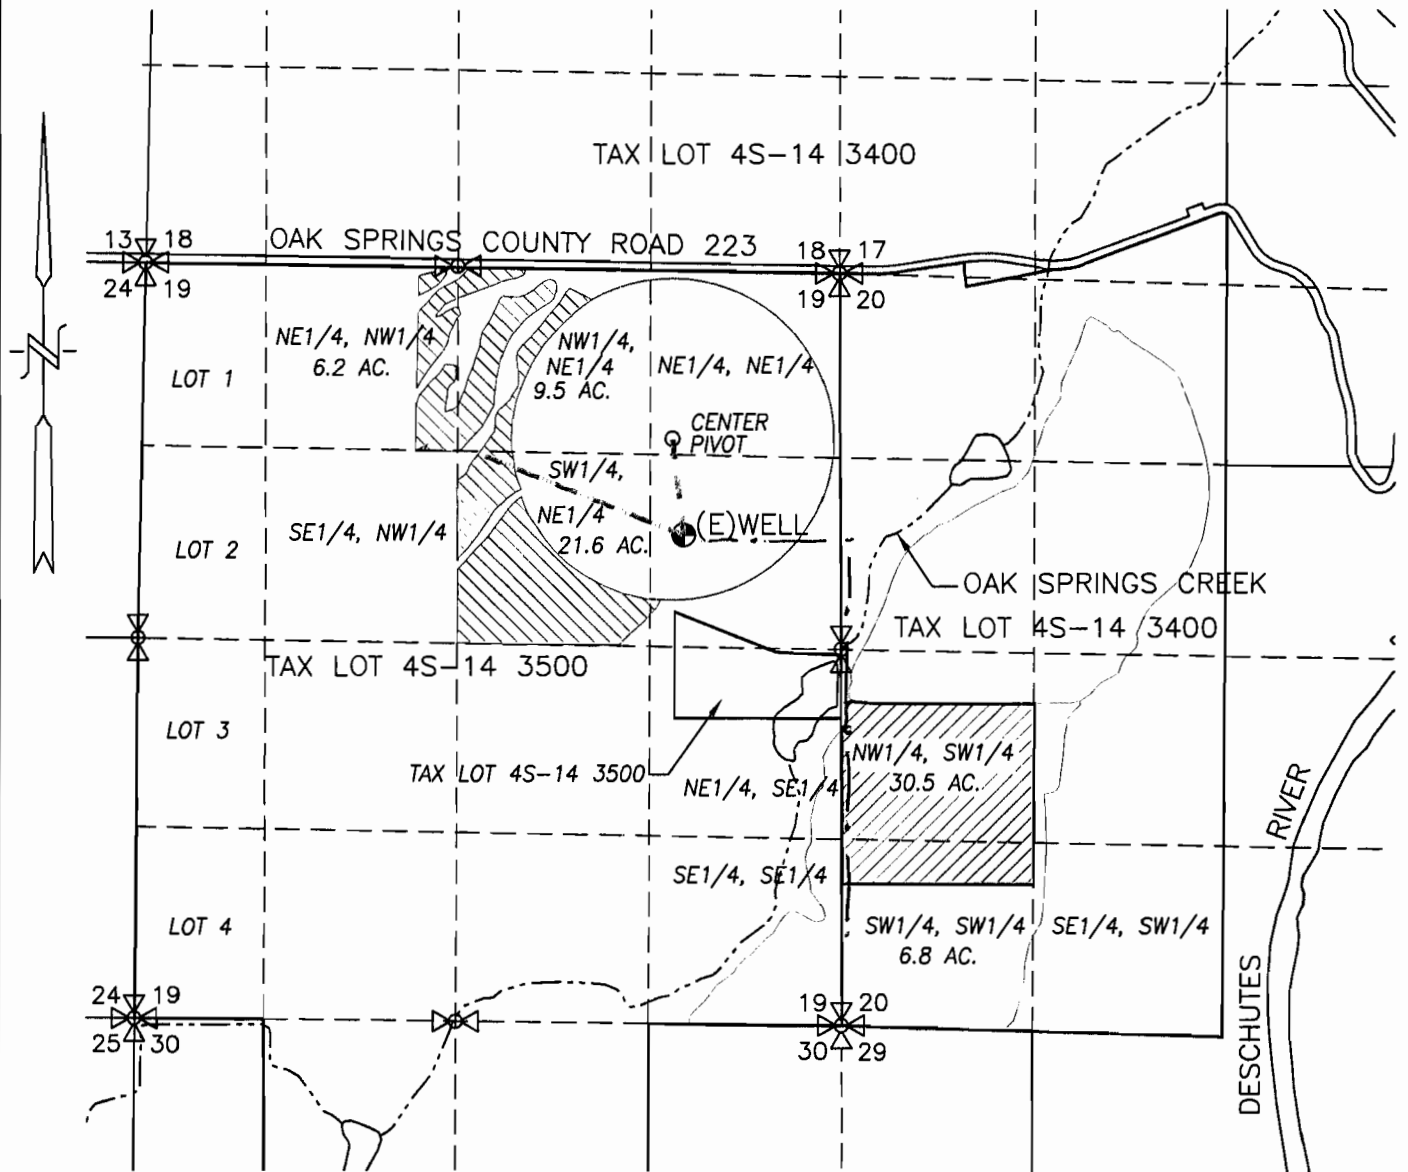 TAX LOT 4S-14 3400
13 18
OAK SPRINGS COUNTY ROAD 223
18 17
24 19
19 20
NE1/4, NW1/4
6.2 AC.
NW1/4,
NE1/4
9.5 AC.
NE1/4, NE1/4
LOT 1
CENTER
PIVOT
SW1/4,
NE1/4
21.6 AC.
(E)WELL
SE1/4, NW1/4
LOT 2
OAK SPRINGS CREEK
TAX LOT 4S-14 3400
TAX LOT 4S-14 3500
LOT 3
TAX LOT 4S-14 3500
NE1/4, SE1/4
NW1/4, SW1/4
30.5 AC.
RIVER
SE1/4, SE1/4
LOT 4
SW1/4, SW1/4
6.8 AC.
SE1/4, SW1/4
DESCHUTES
24 19
25 30
19 20
30 29
N